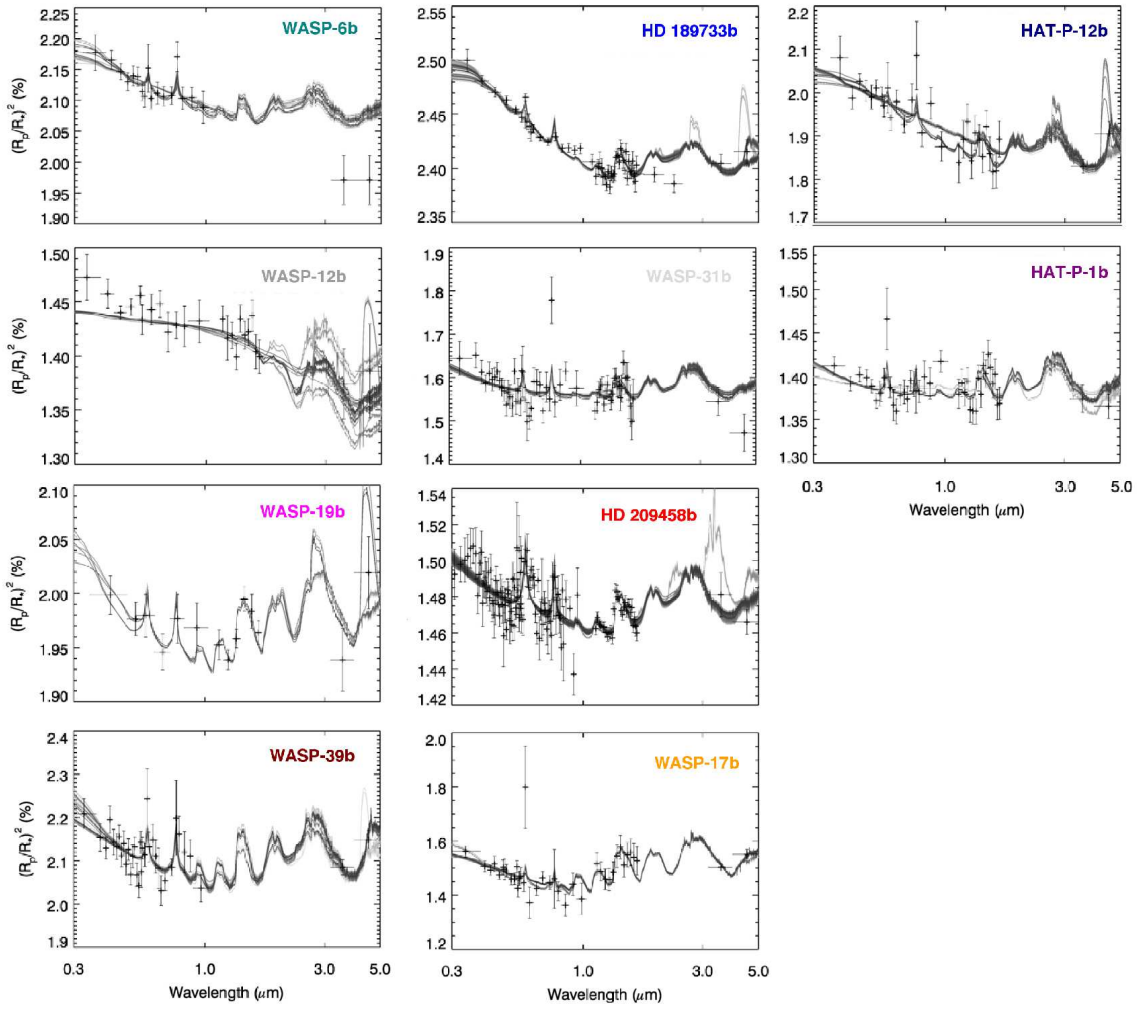 WASP-6b
(Rp/R*)² (%)
2.25
2.20
2.15
2.10
2.05
2.00
1.95
1.90
HD 189733b
2.55
2.50
2.45
2.40
2.35
HAT-P-12b
2.2
2.1
2.0
1.9
1.8
1.7
WASP-12b
(Rp/R*)² (%)
1.50
1.45
1.40
1.35
1.30
WASP-31b
1.9
1.8
1.7
1.6
1.5
1.4
HAT-P-1b
1.55
1.50
1.45
1.40
1.35
1.30
0.3 1.0 3.0 5.0
Wavelength (μm)
WASP-19b
(Rp/R*)² (%)
2.10
2.05
2.00
1.95
1.90
HD 209458b
1.54
1.52
1.50
1.48
1.46
1.44
1.42
WASP-39b
(Rp/R*)² (%)
2.4
2.3
2.2
2.1
2.0
1.9
0.3 1.0 3.0 5.0
Wavelength (μm)
WASP-17b
2.0
1.8
1.6
1.4
1.2
0.3 1.0 3.0 5.0
Wavelength (μm)